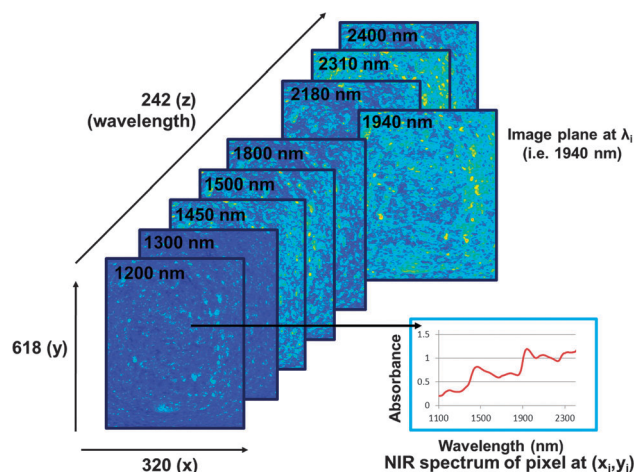 2400 nm
2310 nm
2180 nm
1940 nm
1800 nm
1500 nm
1450 nm
1300 nm
1200 nm
242 (z)
(wavelength)
Image plane at λi
(i.e. 1940 nm)
618 (y)
320 (x)
Absorbance
1.5
1
0.5
0
1100 1500 1900 2300
Wavelength (nm)
NIR spectrum of pixel at (xi,yi)